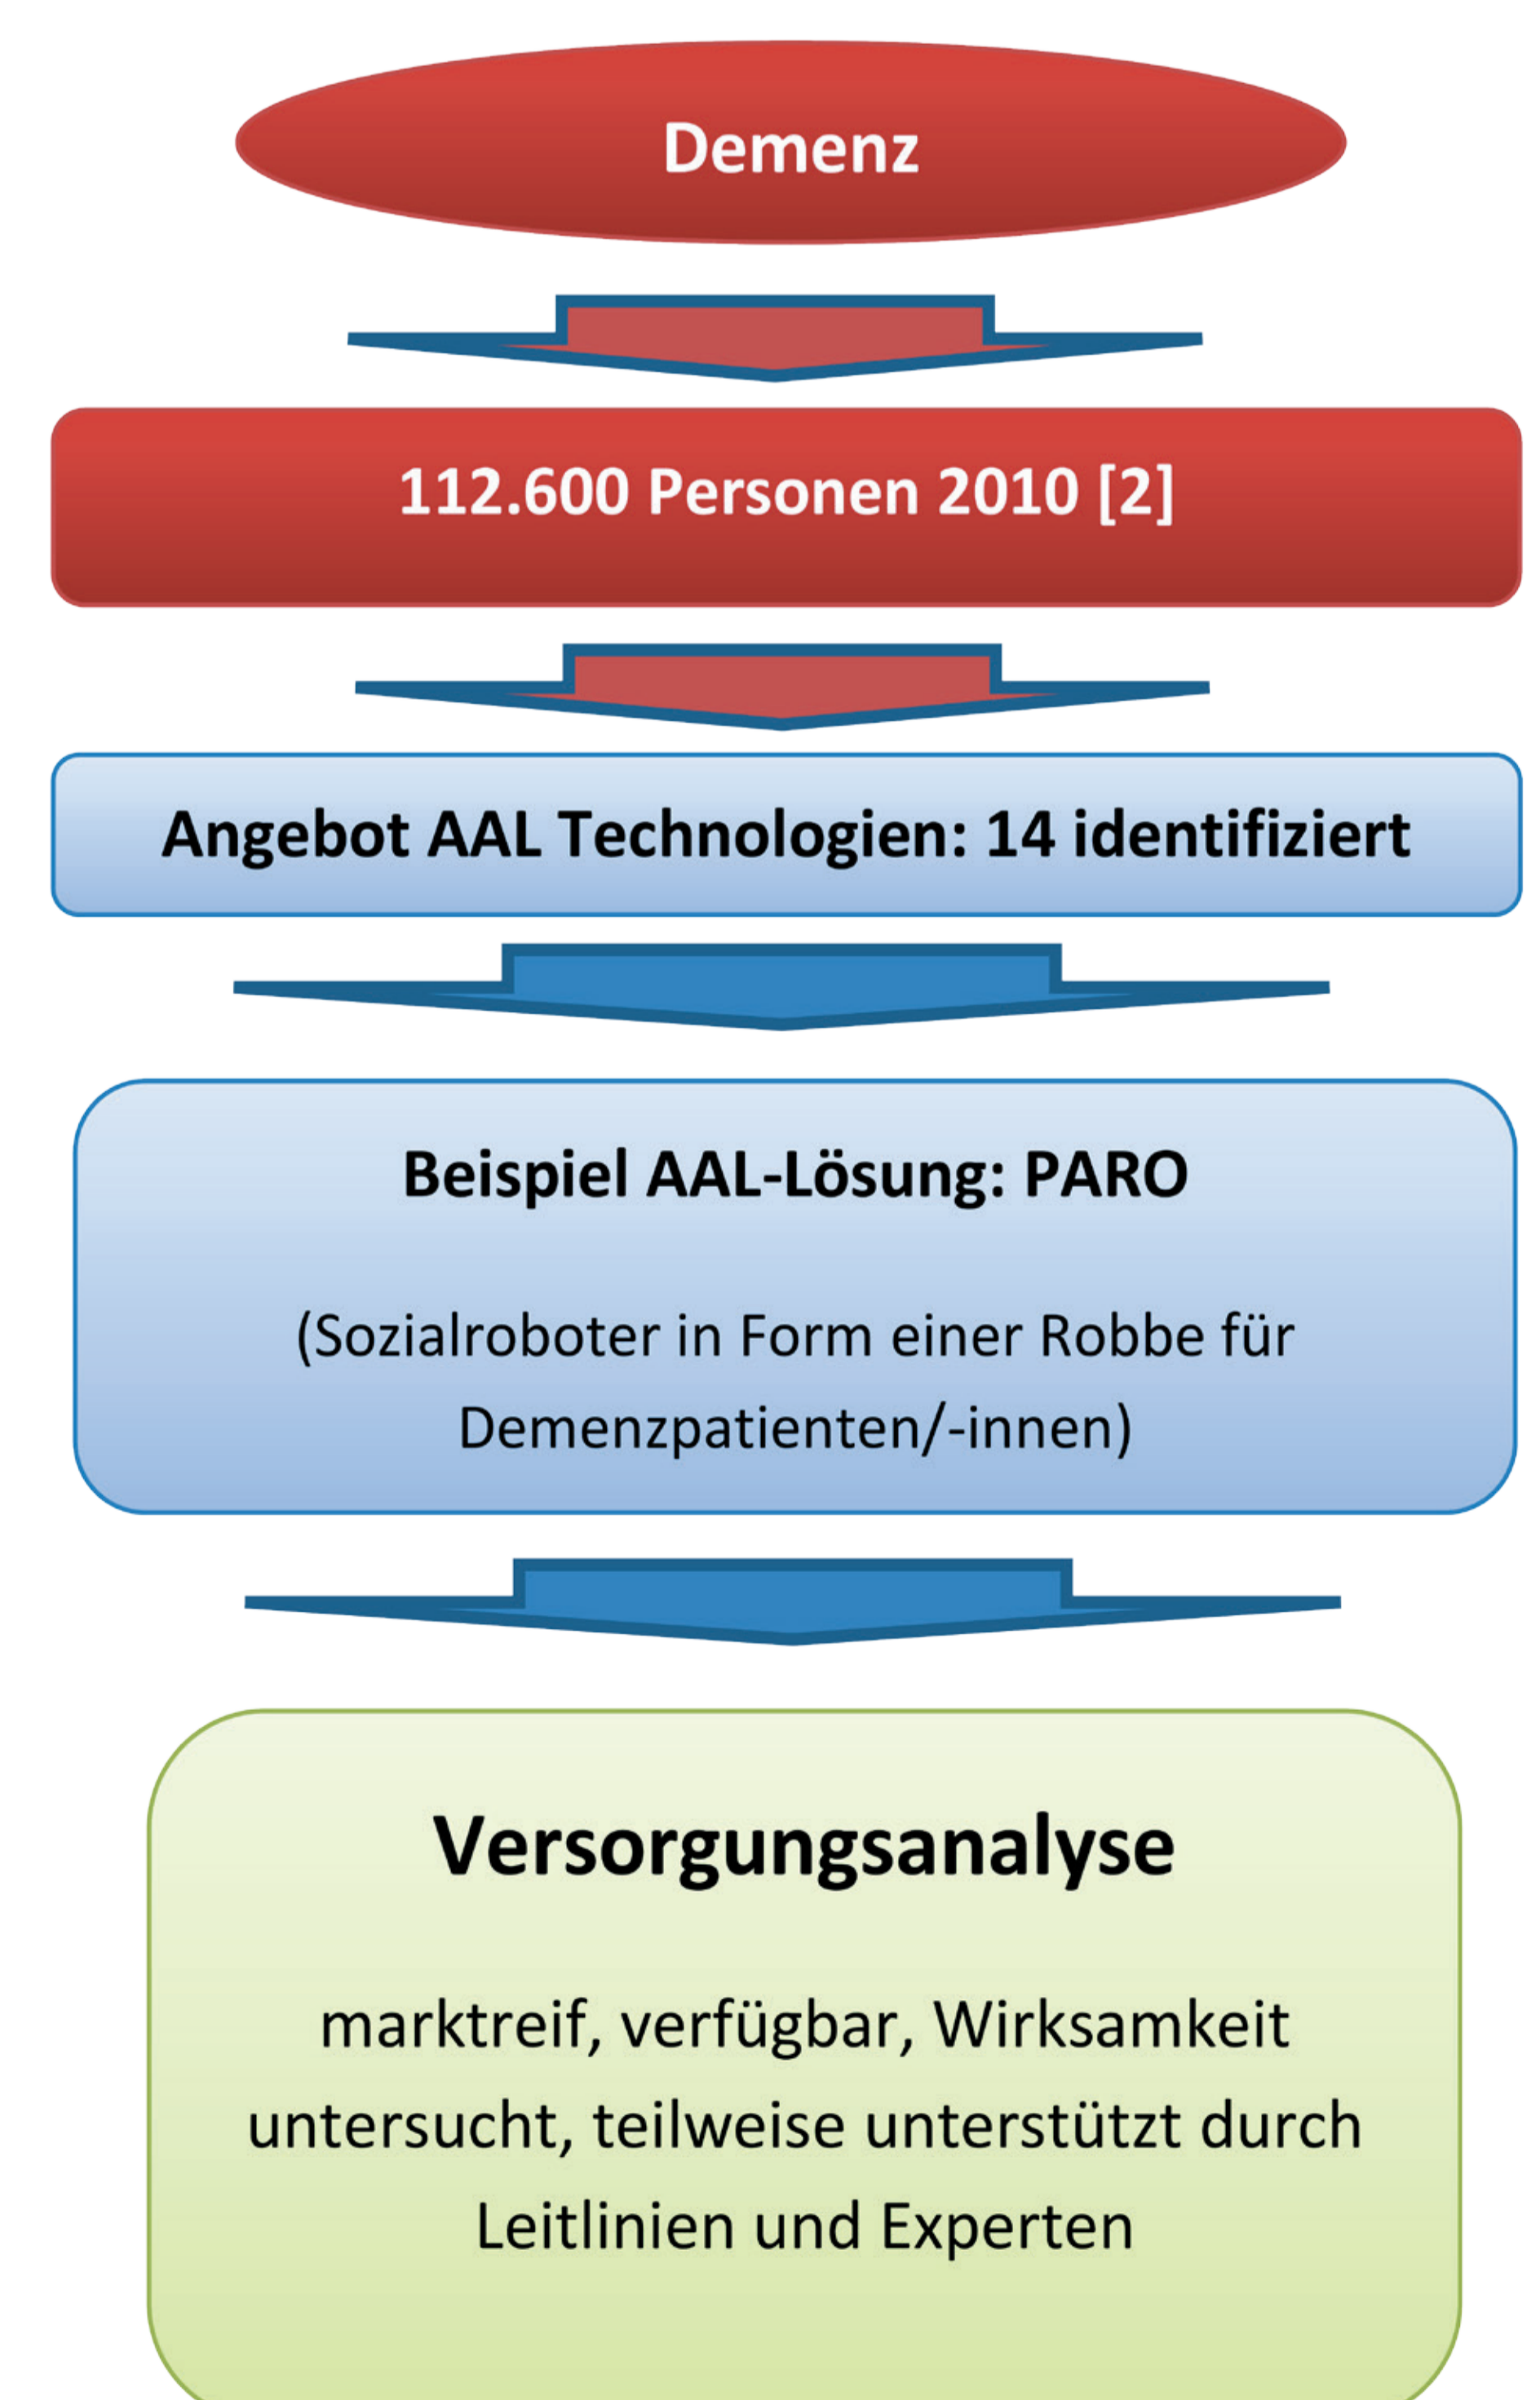 Demenz
112.600 Personen 2010 [2]
Angebot AAL Technologien: 14 identifiziert
Beispiel AAL-Lösung: PARO
(Sozialroboter in Form einer Robbe für
Demenzpatienten/-innen)
Versorgungsanalyse
marktreif, verfügbar, Wirksamkeit
untersucht, teilweise unterstützt durch
Leitlinien und Experten